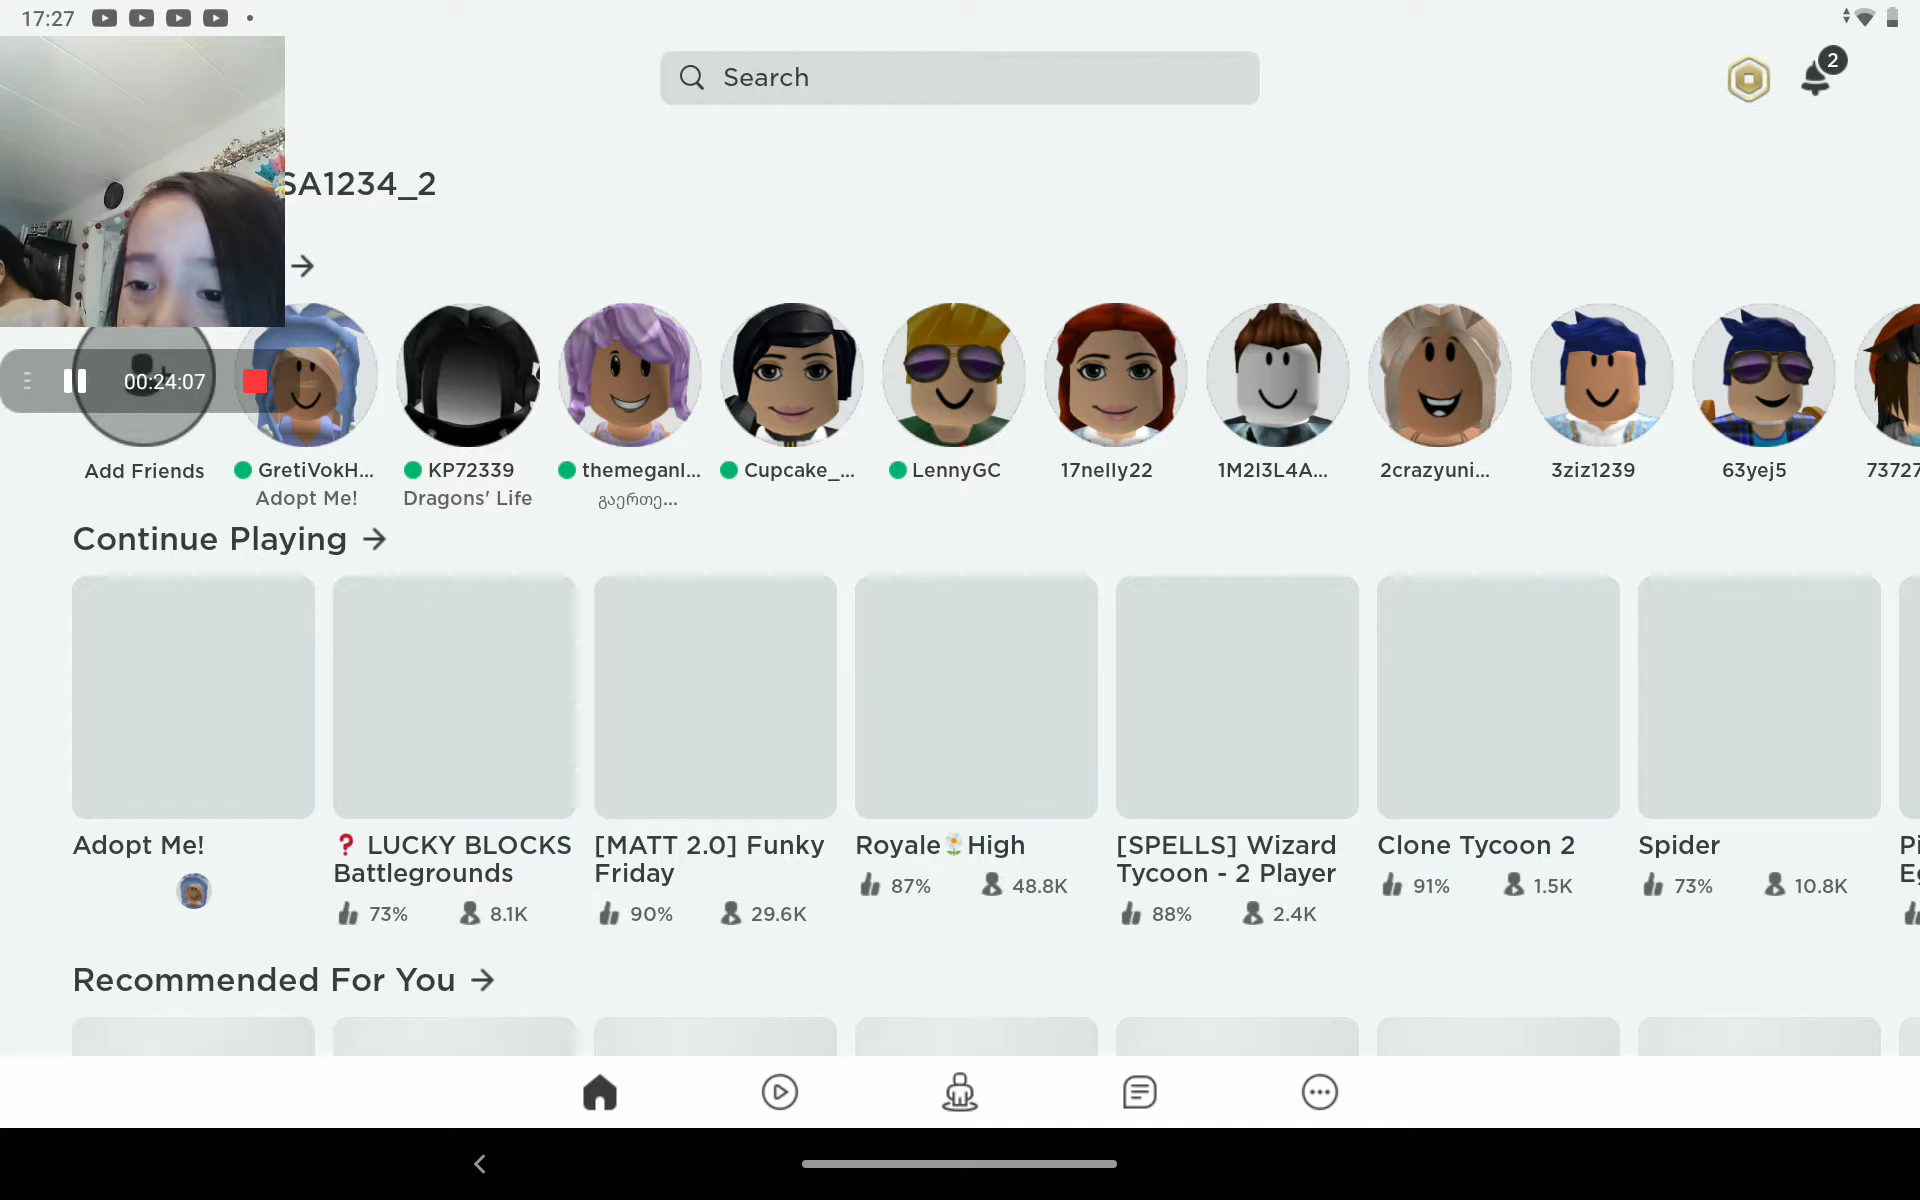 17:27
Search
2
SA1234_2
00:24:07
Add Friends
GretiVokH...
Adopt Me!
KP72339
Dragons' Life
themeganl...
გაერთე...
Cupcake_...
LennyGC
17nelly22
1M2I3L4A...
2crazyuni...
3ziz1239
63yej5
73727
Continue Playing
Adopt Me!
❓ LUCKY BLOCKS
Battlegrounds
73% 8.1K
[MATT 2.0] Funky
Friday
90% 29.6K
Royale🌼High
87% 48.8K
[SPELLS] Wizard
Tycoon - 2 Player
88% 2.4K
Clone Tycoon 2
91% 1.5K
Spider
73% 10.8K
Recommended For You